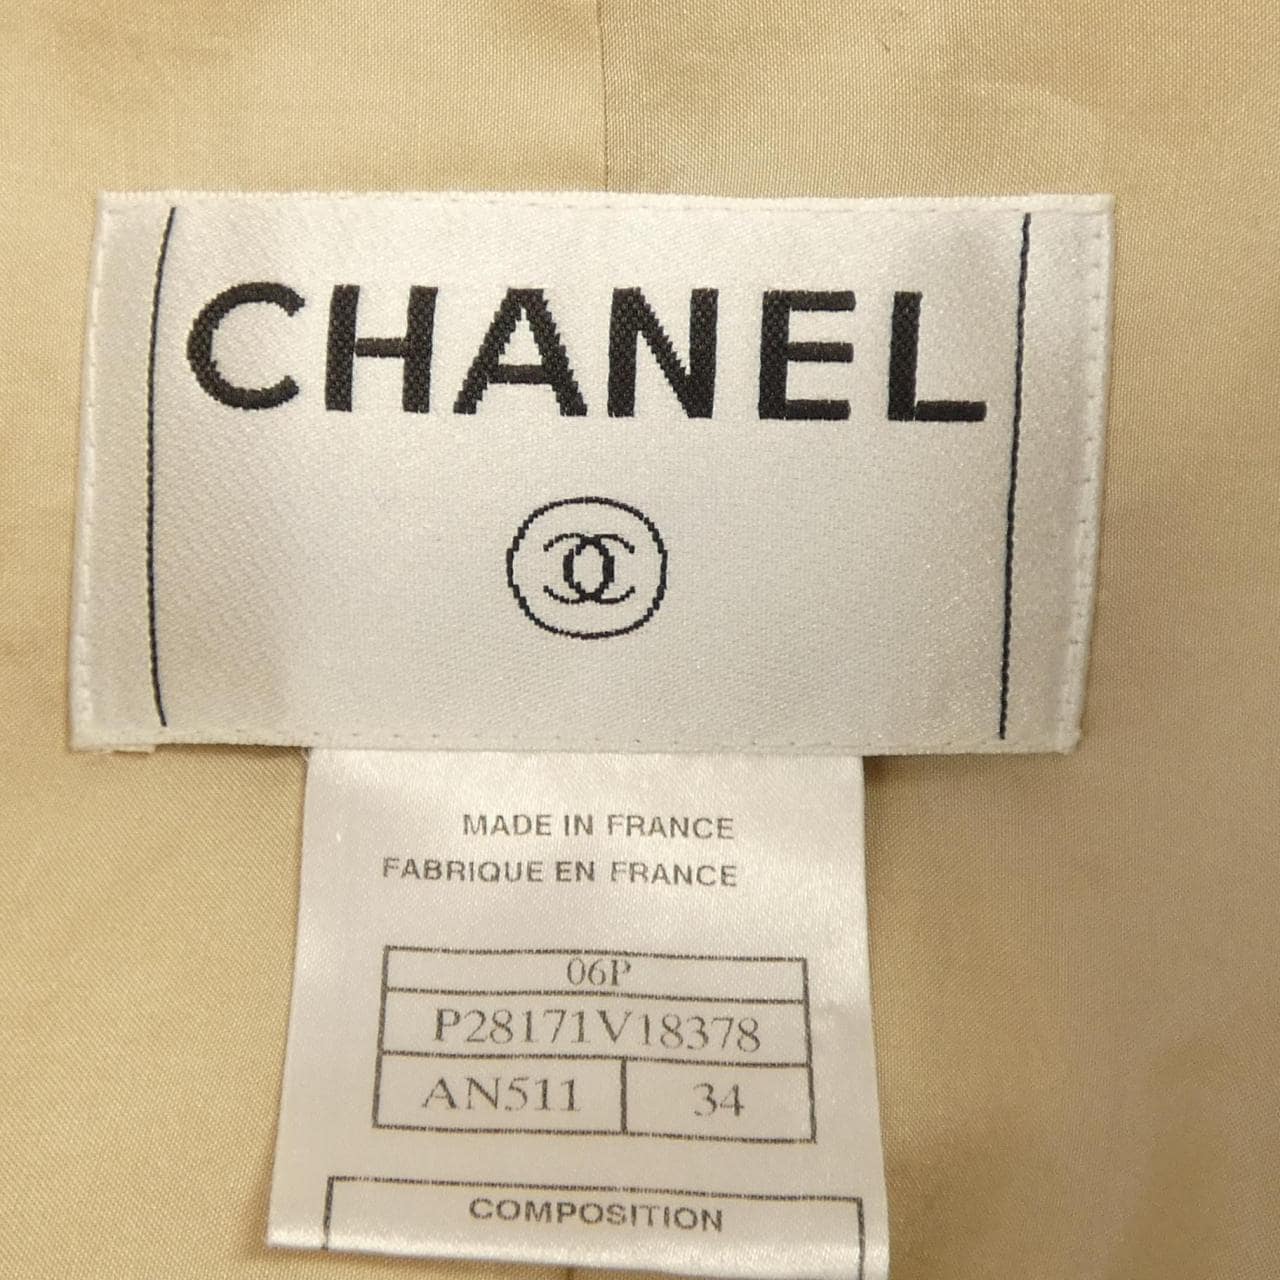 CHANEL
MADE IN FRANCE
FABRIQUE EN FRANCE
06P
P28171V18378
AN511 34
COMPOSITION